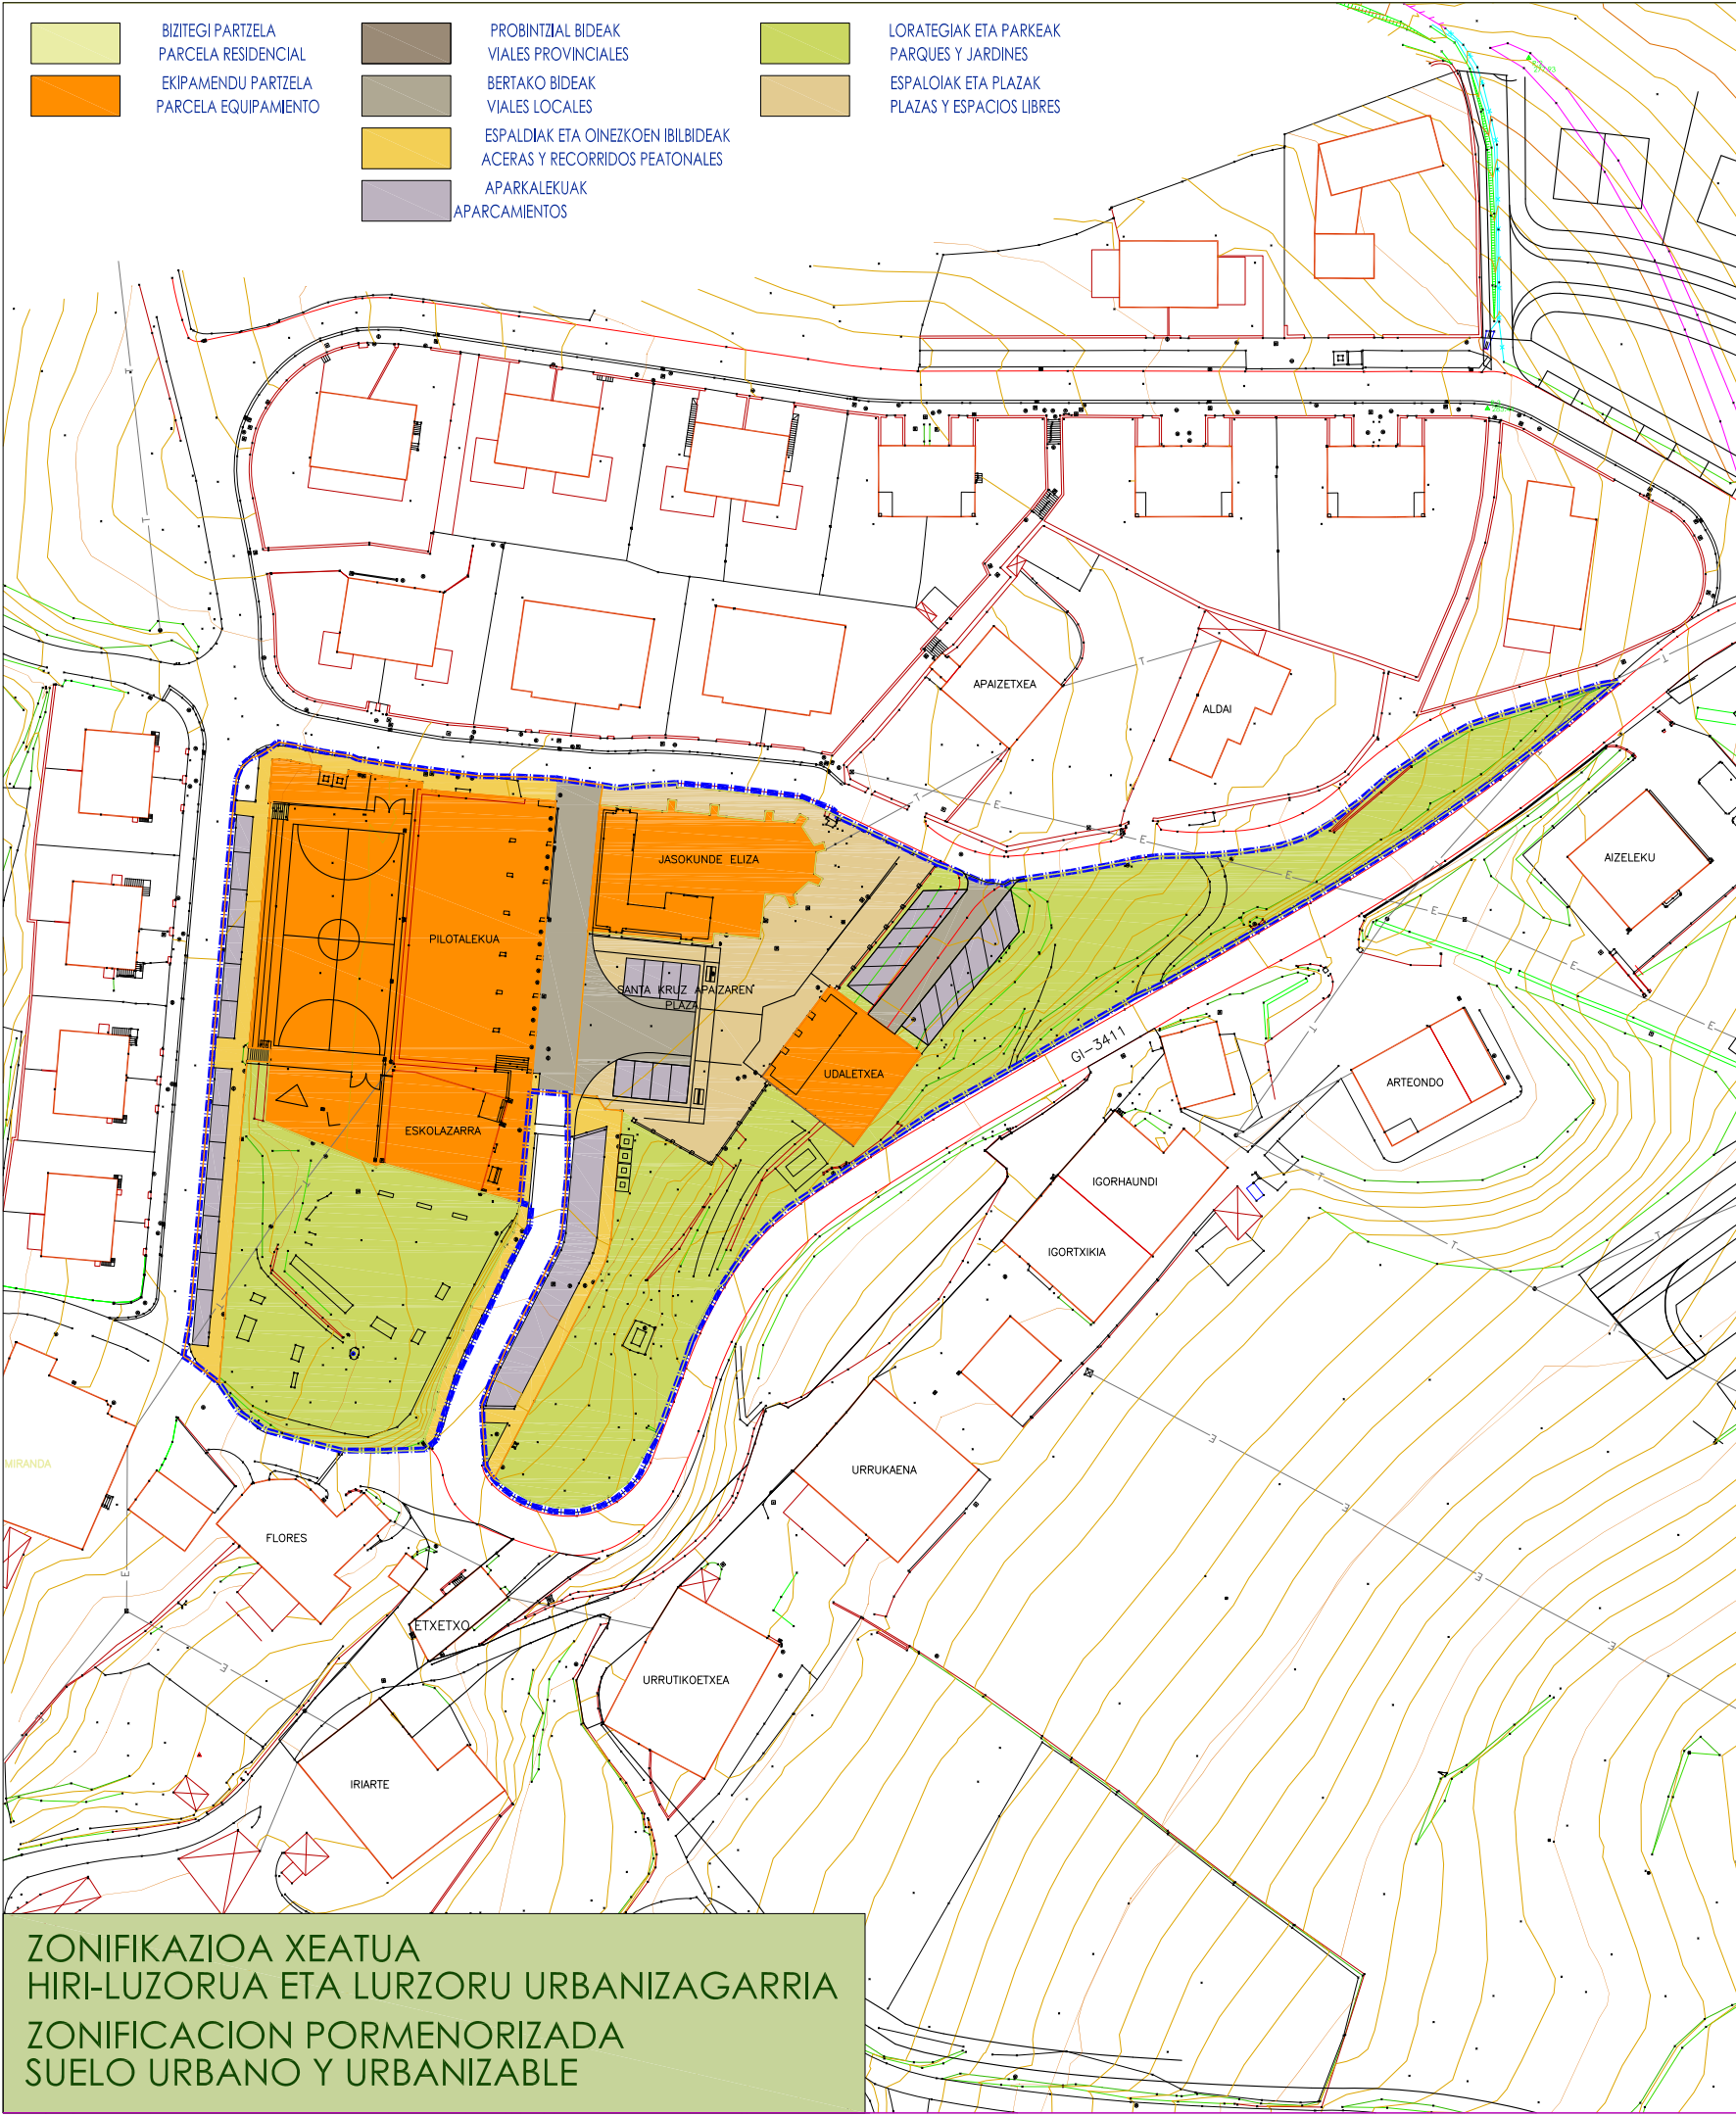 BIZITEGI PARTZELA
PARCELA RESIDENCIAL
EKIPAMENDU PARTZELA
PARCELA EQUIPAMIENTO
PROBINTZIAL BIDEAK
VIALES PROVINCIALES
BERTAKO BIDEAK
VIALES LOCALES
ESPALDIAK ETA OINEZKOEN IBILBIDEAK
ACERAS Y RECORRIDOS PEATONALES
APARKALEKUAK
APARCAMIENTOS
LORATEGIAK ETA PARKEAK
PARQUES Y JARDINES
ESPALOIAK ETA PLAZAK
PLAZAS Y ESPACIOS LIBRES
APAIZETXEA
ALDAI
JASOKUNDE ELIZA
AIZELEKU
PILOTALEKUA
SANTA KRUZ APAIZAREN
PLAZA
GI-3411
UDALETXEA
ARTEONDO
ESKOLAZARRA
IGORHAUNDI
IGORTXIKIA
MIRANDA
URRUKAENA
FLORES
ETXETXO
URRUTIKOETXEA
IRIARTE
ZONIFIKAZIOA XEATUA
HIRI-LUZORUA ETA LURZORU URBANIZAGARRIA
ZONIFICACION PORMENORIZADA
SUELO URBANO Y URBANIZABLE